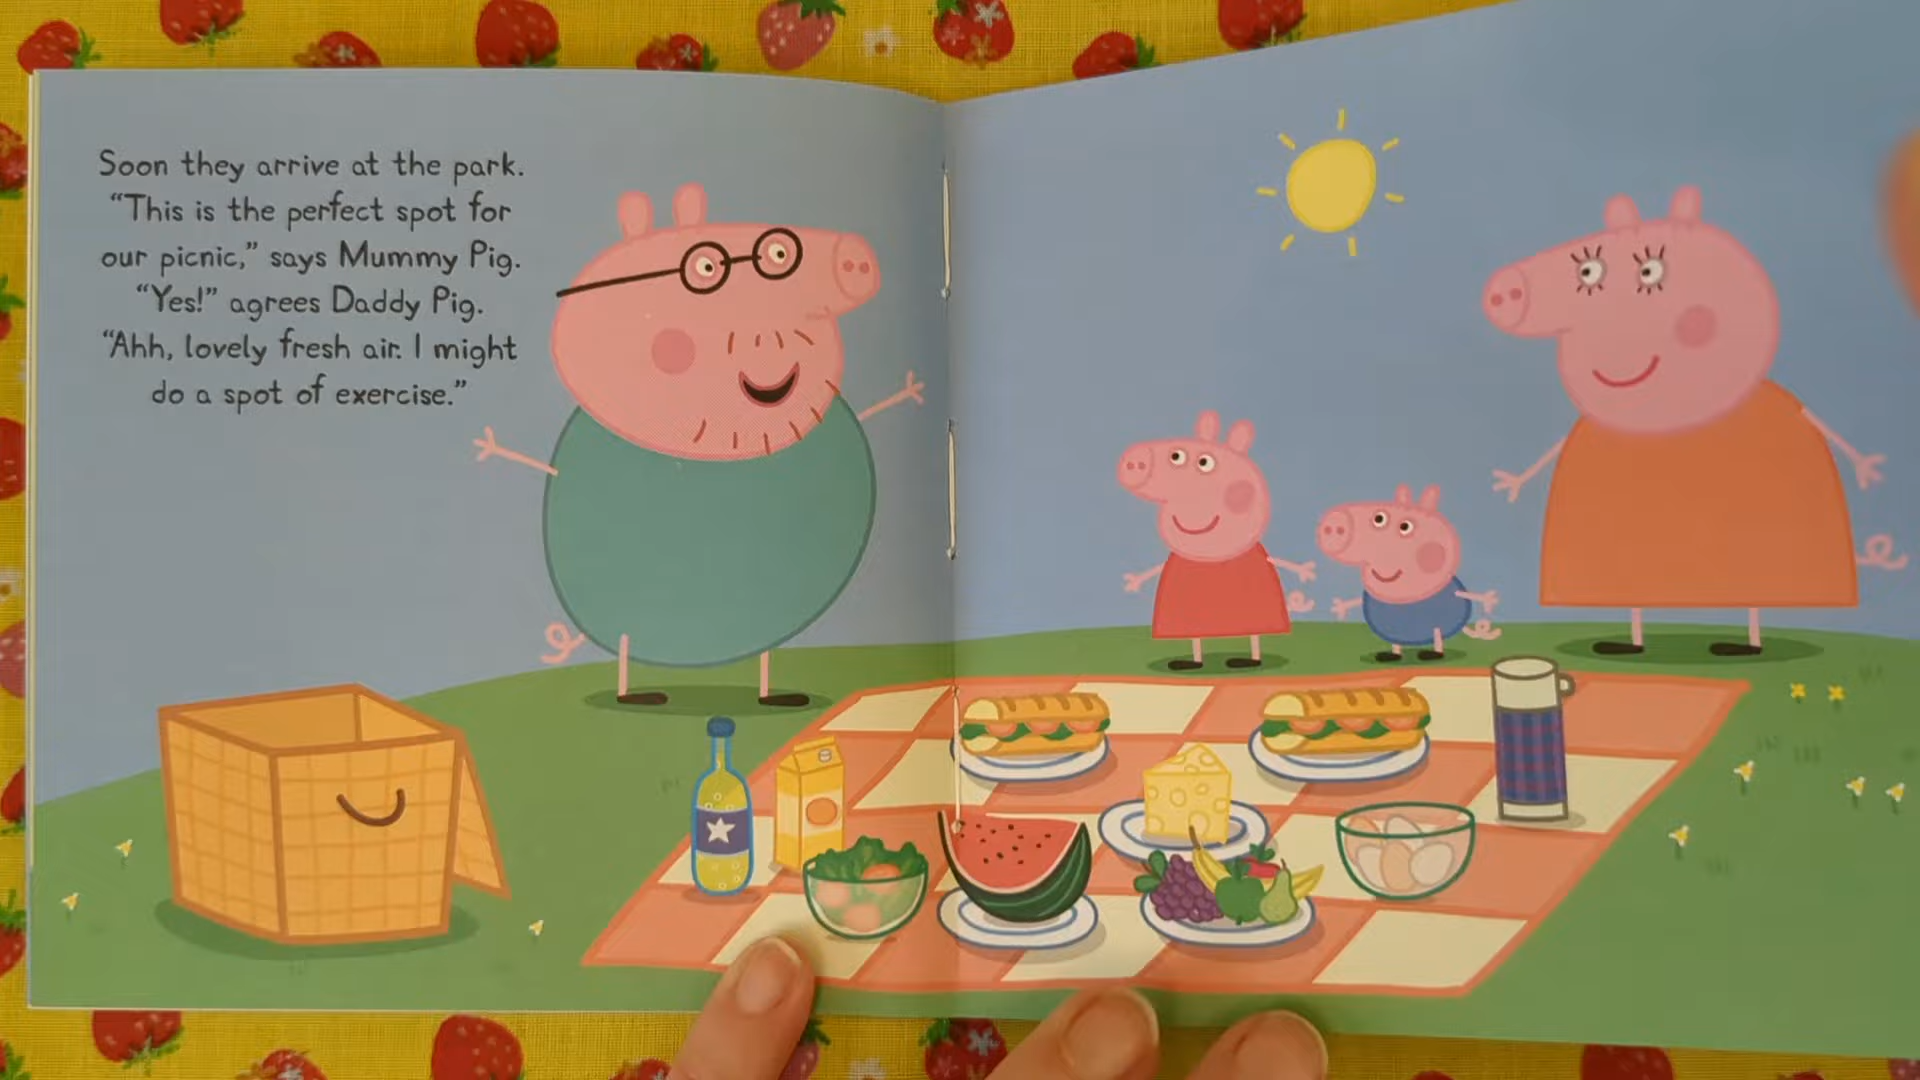 Soon they arrive at the park.
“This is the perfect spot for
our picnic,” says Mummy Pig.
“Yes!” agrees Daddy Pig.
“Ahh, lovely fresh air. I might
do a spot of exercise.”